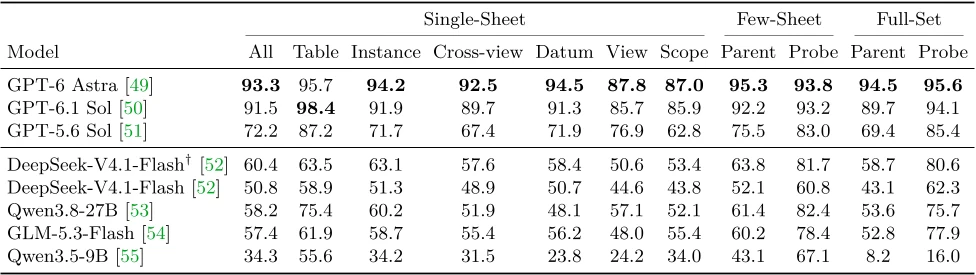 Single-Sheet Few-Sheet Full-Set
Model All Table Instance Cross-view Datum View Scope Parent Probe Parent Probe
GPT-6 Astra [49] 93.3 95.7 94.2 92.5 94.5 87.8 87.0 95.3 93.8 94.5 95.6
GPT-6.1 Sol [50] 91.5 98.4 91.9 89.7 91.3 85.7 85.9 92.2 93.2 89.7 94.1
GPT-5.6 Sol [51] 72.2 87.2 71.7 67.4 71.9 76.9 62.8 75.5 83.0 69.4 85.4
DeepSeek-V4.1-Flash† [52] 60.4 63.5 63.1 57.6 58.4 50.6 53.4 63.8 81.7 58.7 80.6
DeepSeek-V4.1-Flash [52] 50.8 58.9 51.3 48.9 50.7 44.6 43.8 52.1 60.8 43.1 62.3
Qwen3.8-27B [53] 58.2 75.4 60.2 51.9 48.1 57.1 52.1 61.4 82.4 53.6 75.7
GLM-5.3-Flash [54] 57.4 61.9 58.7 55.4 56.2 48.0 55.4 60.2 78.4 52.8 77.9
Qwen3.5-9B [55] 34.3 55.6 34.2 31.5 23.8 24.2 34.0 43.1 67.1 8.2 16.0